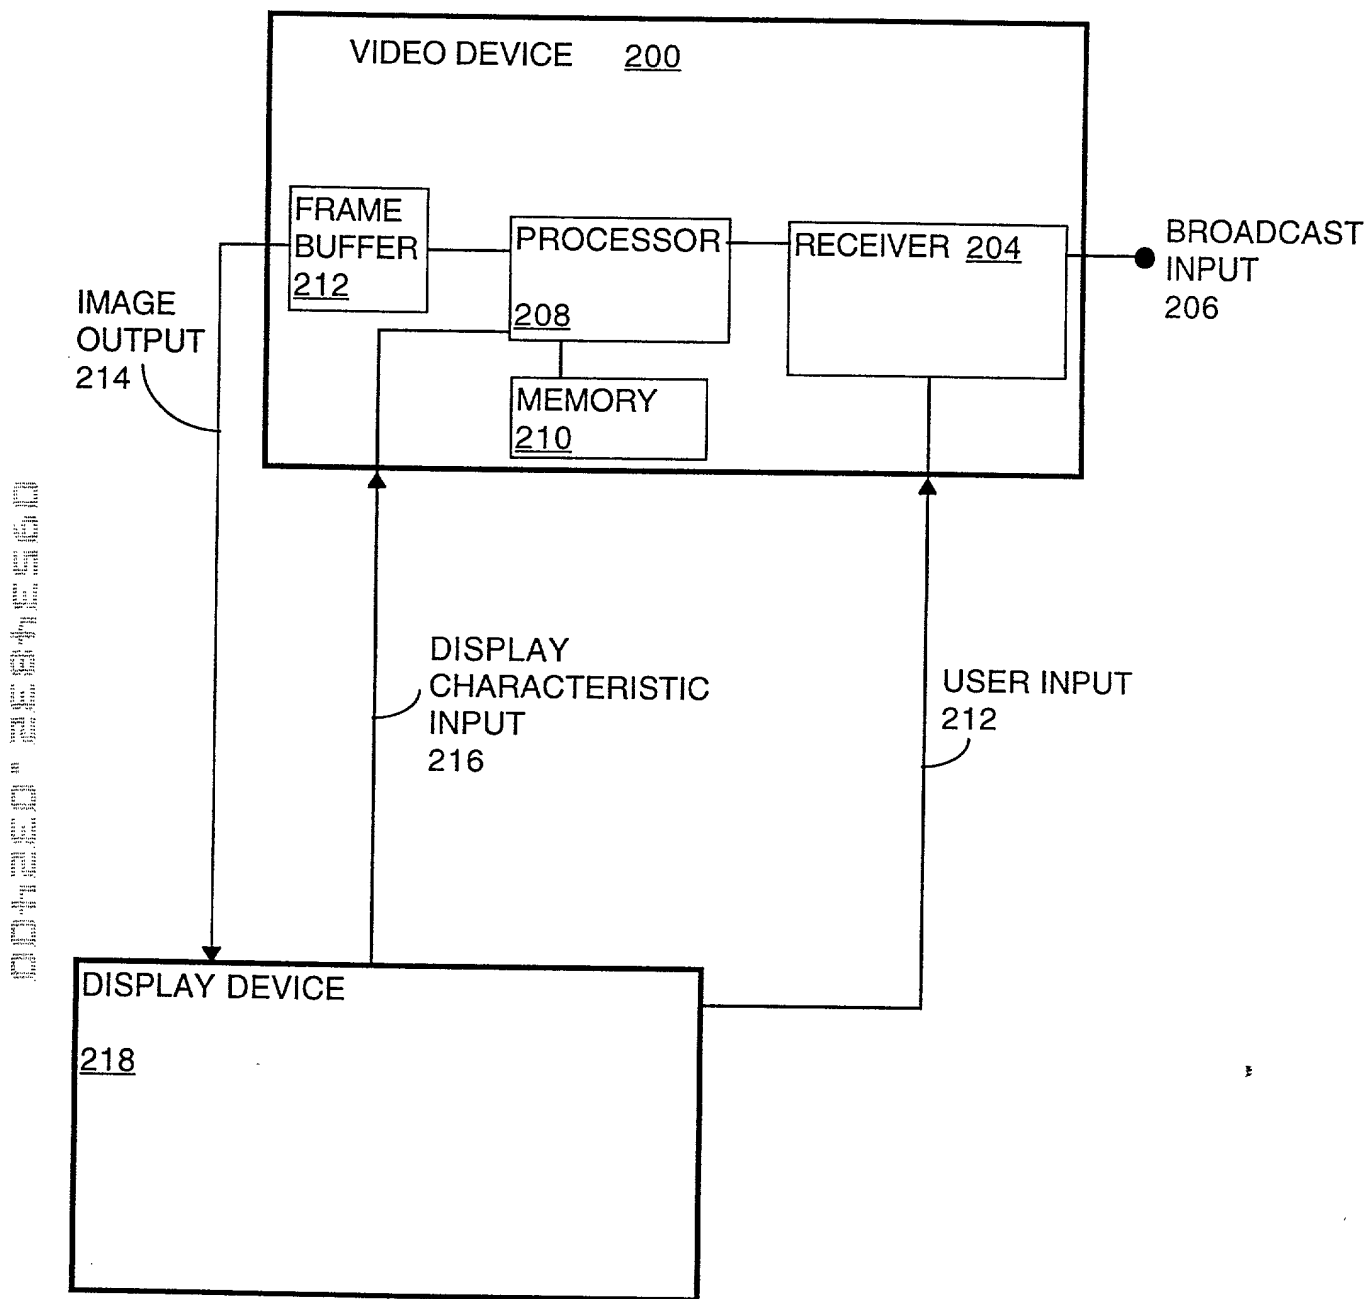 VIDEO DEVICE 200
FRAME
BUFFER
212
PROCESSOR
208
RECEIVER 204
MEMORY
210
BROADCAST
INPUT
206
IMAGE
OUTPUT
214
DISPLAY
CHARACTERISTIC
INPUT
216
USER INPUT
212
DISPLAY DEVICE
218